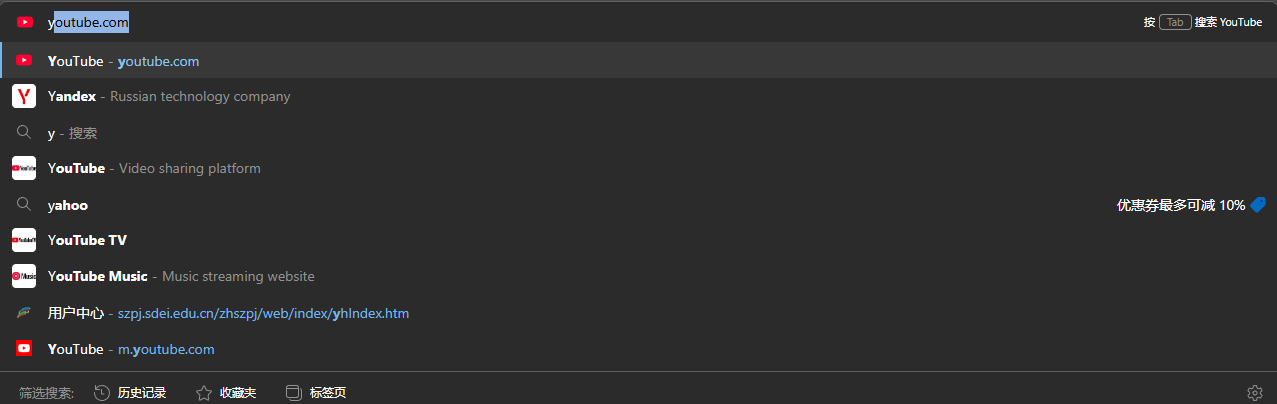 youtube.com
按 Tab 搜索 YouTube
YouTube - youtube.com
Yandex - Russian technology company
y - 搜索
YouTube - Video sharing platform
yahoo
优惠券最多可减 10%
YouTube TV
YouTube Music - Music streaming website
用户中心 - szpj.sdei.edu.cn/zhszpj/web/index/yhIndex.htm
YouTube - m.youtube.com
筛选搜索: 历史记录 收藏夹 标签页